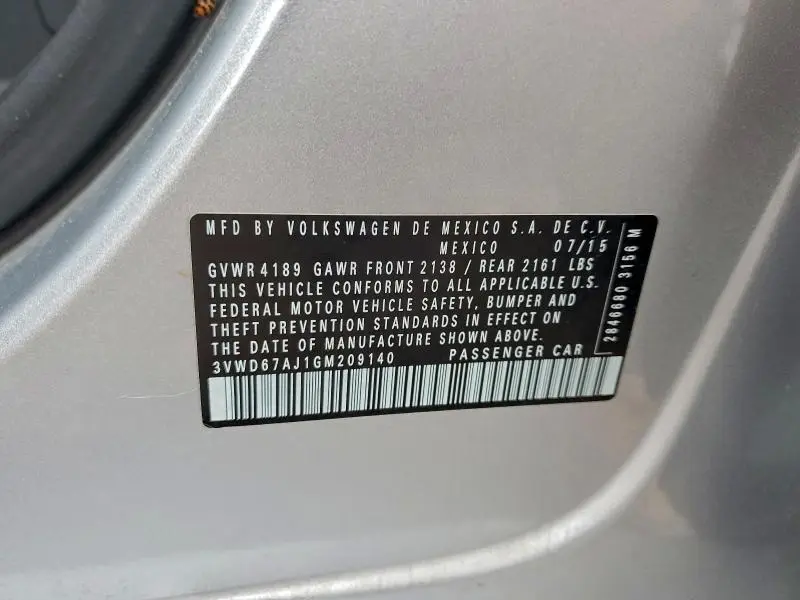 MFD BY VOLKSWAGEN DE MEXICO S.A. DE C.V.
MEXICO 07/15
GVWR 4189 GAWR FRONT 2138 / REAR 2161 LBS
THIS VEHICLE CONFORMS TO ALL APPLICABLE U.S.
FEDERAL MOTOR VEHICLE SAFETY, BUMPER AND
THEFT PREVENTION STANDARDS IN EFFECT ON
THE DATE OF MANUFACTURE SHOWN ABOVE.
3VWD67AJ1GM209140 PASSENGER CAR
2846680 3156 M